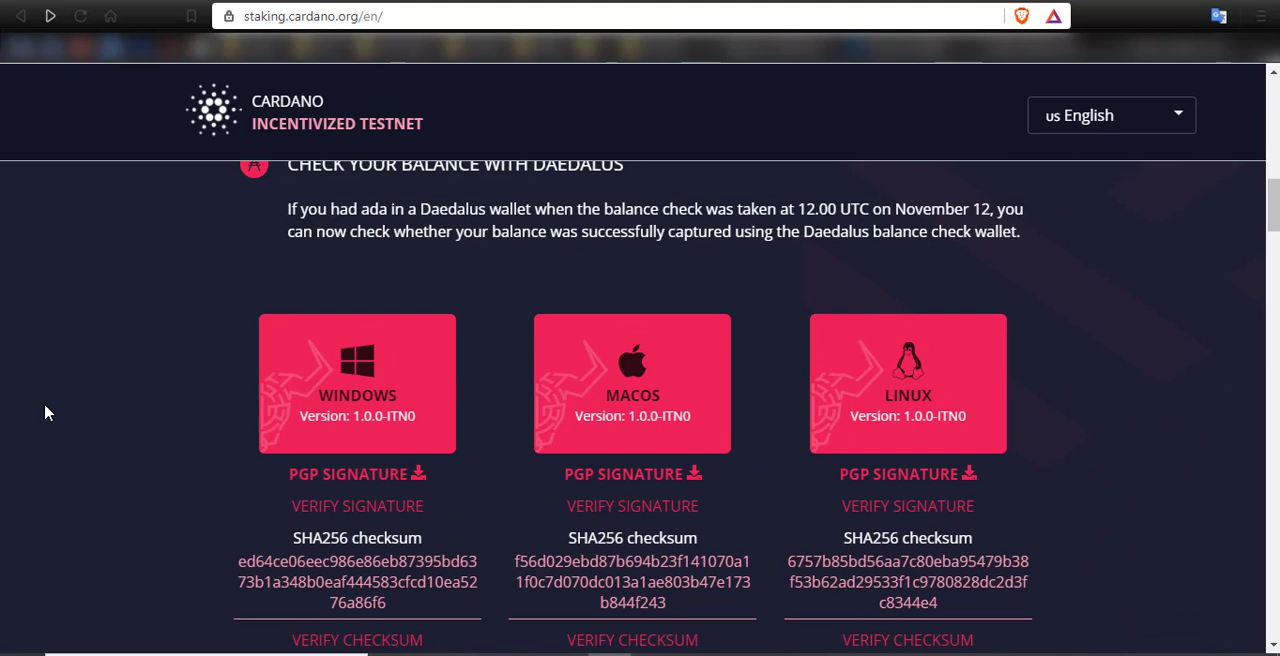 staking.cardano.org/en/
CARDANO
INCENTIVIZED TESTNET
us English
CHECK YOUR BALANCE WITH DAEDALUS
If you had ada in a Daedalus wallet when the balance check was taken at 12.00 UTC on November 12, you
can now check whether your balance was successfully captured using the Daedalus balance check wallet.
WINDOWS
Version: 1.0.0-ITN0
PGP SIGNATURE
VERIFY SIGNATURE
SHA256 checksum
ed64ce06eec986e86eb87395bd63
73b1a348b0eaf444583cfcd10ea52
76a86f6
VERIFY CHECKSUM
MACOS
Version: 1.0.0-ITN0
PGP SIGNATURE
VERIFY SIGNATURE
SHA256 checksum
f56d029ebd87b694b23f141070a1
1f0c7d070dc013a1ae803b47e173
b844f243
VERIFY CHECKSUM
LINUX
Version: 1.0.0-ITN0
PGP SIGNATURE
VERIFY SIGNATURE
SHA256 checksum
6757b85bd56aa7c80eba95479b38
f53b62ad29533f1c9780828dc2d3f
c8344e4
VERIFY CHECKSUM